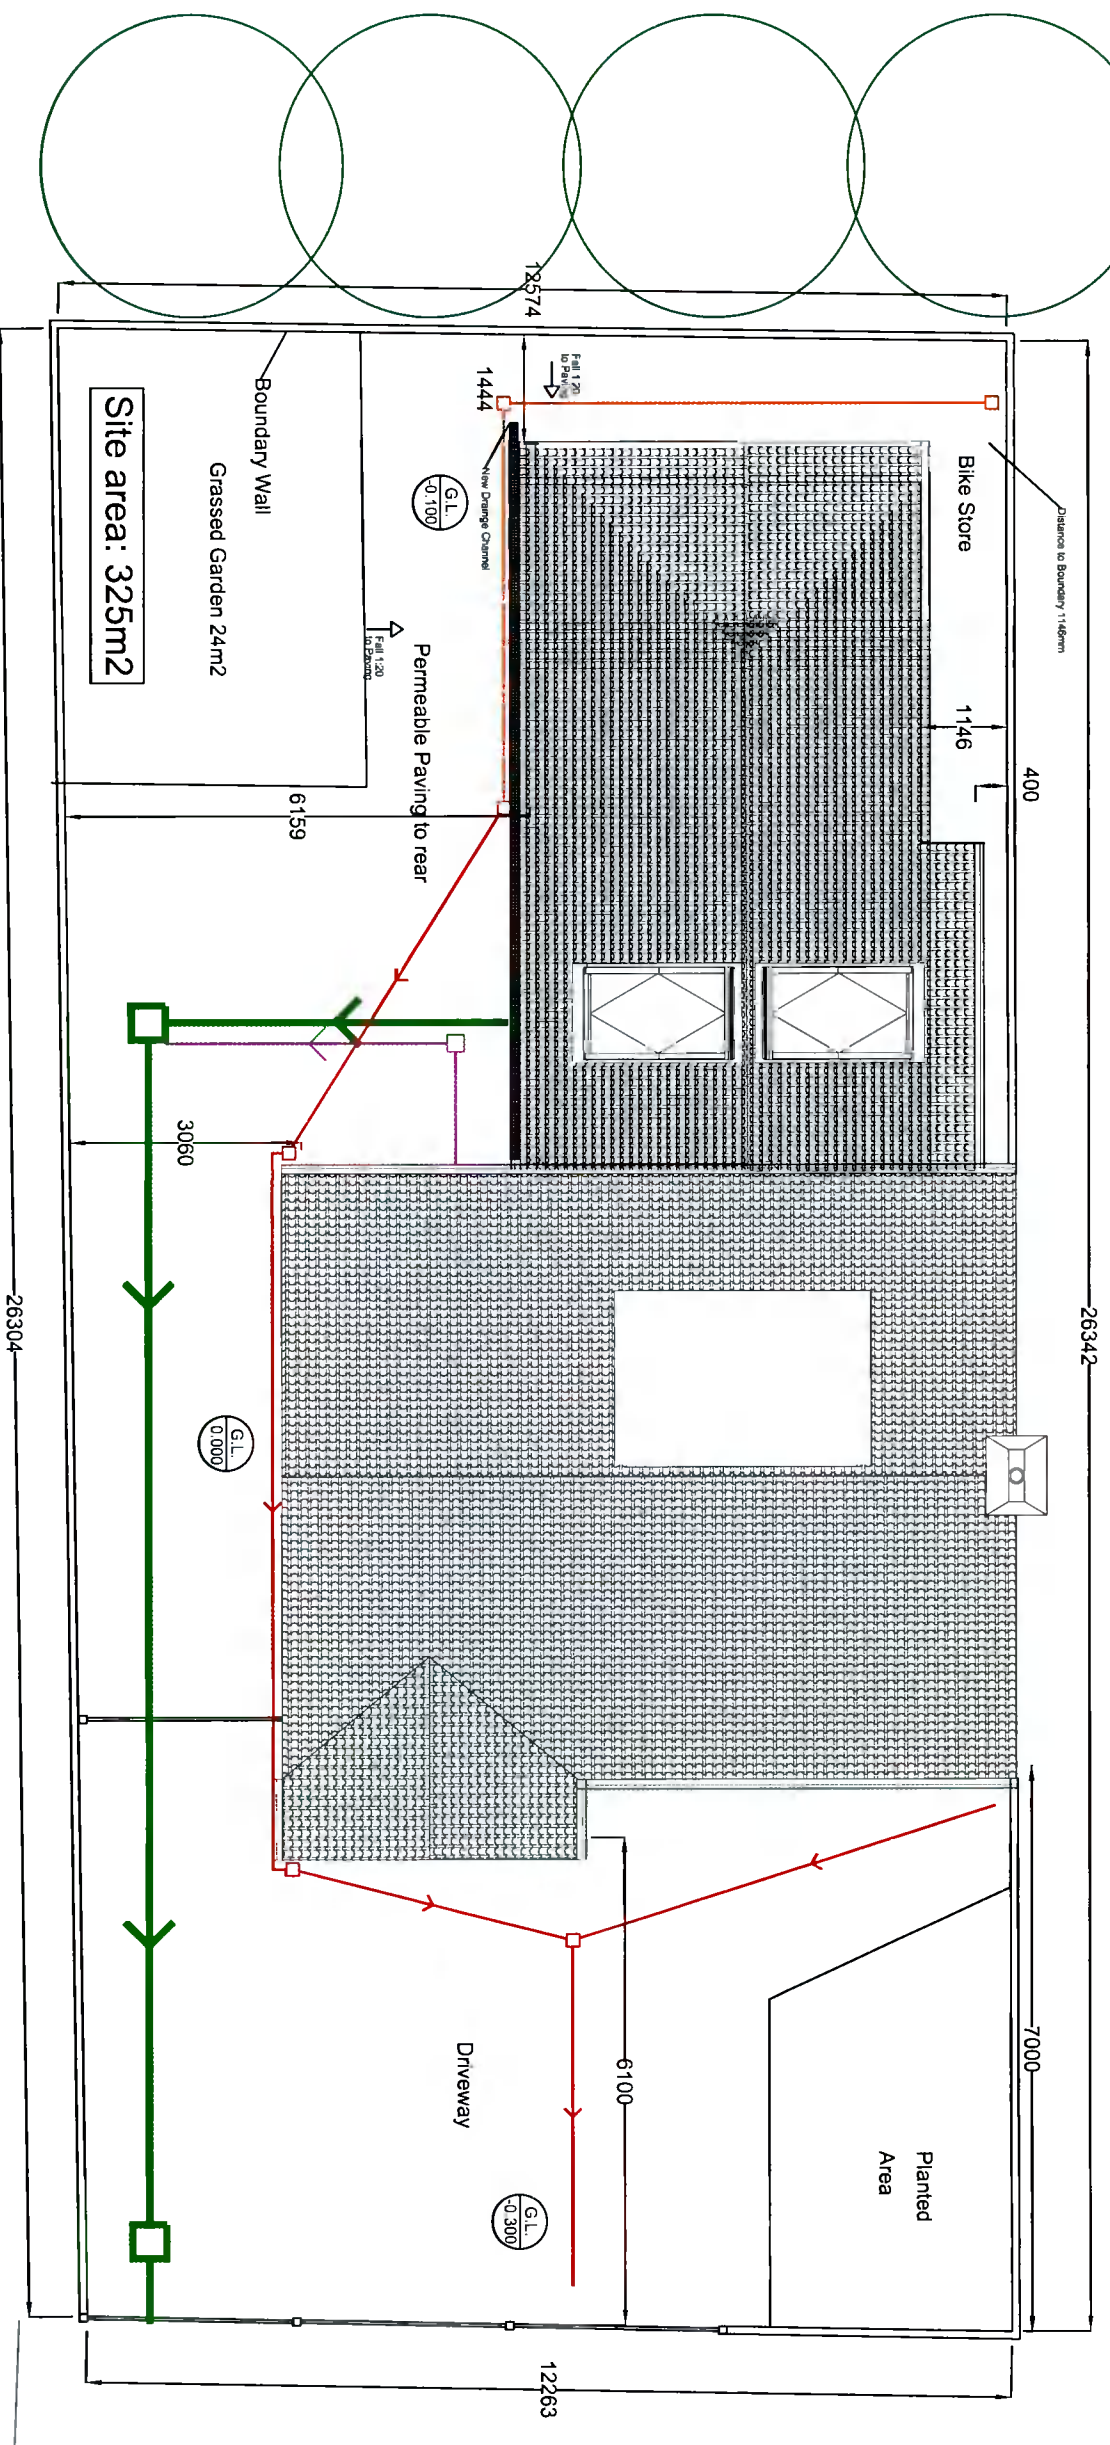 12574
26342
Distance to Boundary 1146mm
Bike Store
1146
400
Fall 1:20
to Paving
1444
New Drange Channel
G.L.
-0.100
Boundary Wall
Grassed Garden 24m2
Site area: 325m2
Fall 1:20
to Paving
Permeable Paving to rear
6159
3060
26304
G.L.
0.000
7000
6100
Driveway
Planted
Area
G.L.
-0.300
12263